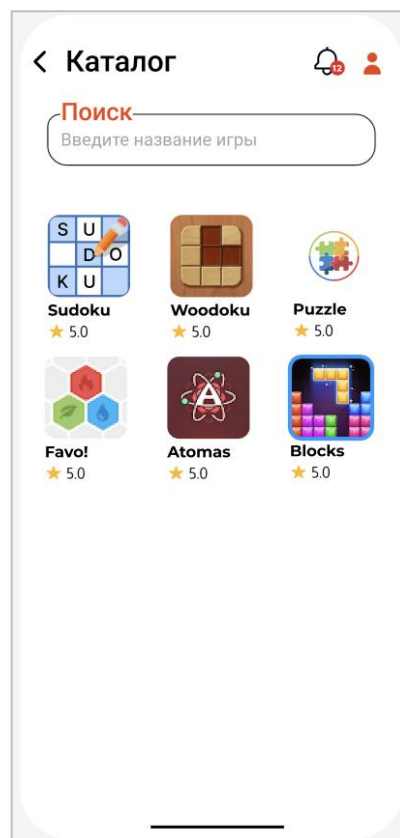 Каталог
12
Поиск
Введите название игры
S U
D O
K U
Sudoku
Woodoku
Puzzle
5.0
5.0
5.0
A
Favo!
Atomas
Blocks
5.0
5.0
5.0